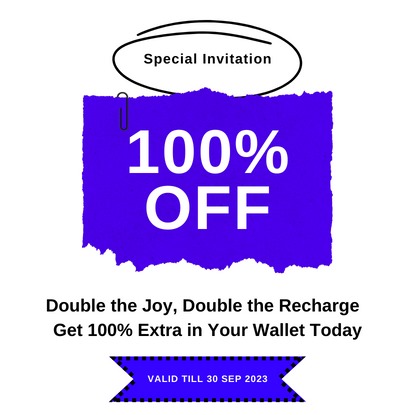 Special Invitation
100%
OFF
Double the Joy, Double the Recharge
Get 100% Extra in Your Wallet Today
VALID TILL 30 SEP 2023